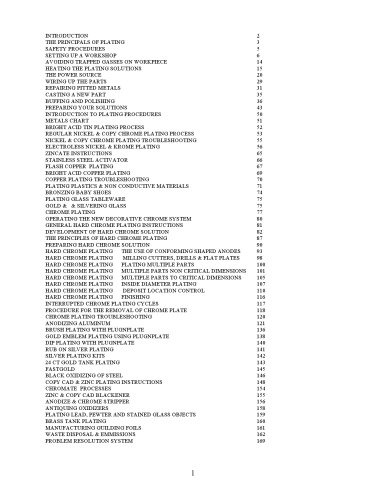 INTRODUCTION 2
THE PRINCIPALS OF PLATING 3
SAFETY PROCEDURES 5
SETTING UP A WORKSHOP 6
AVOIDING TRAPPED GASSES ON WORKPIECE 14
HEATING THE PLATING SOLUTIONS 15
THE POWER SOURCE 20
WIRING UP THE PARTS 29
REPAIRING PITTED METALS 31
CASTING A NEW PART 35
BUFFING AND POLISHING 36
PREPARING YOUR SOLUTIONS 43
INTRODUCTION TO PLATING PROCEDURES 50
METALS CHART 51
BRIGHT ACID TIN PLATING PROCESS 52
REGULAR NICKEL & COPY CHROME PLATING PROCESS 53
NICKEL & COPY CHROME PLATING TROUBLESHOOTING 55
ELECTROLESS NICKEL & KROME PLATING 56
ZINCATE INSTRUCTIONS 65
STAINLESS STEEL ACTIVATOR 66
FLASH COPPER PLATING 67
BRIGHT ACID COPPER PLATING 69
COPPER PLATING TROUBLESHOOTING 70
PLATING PLASTICS & NON CONDUCTIVE MATERIALS 71
BRONZING BABY SHOES 74
PLATING GLASS TABLEWARE 75
GOLD & & SILVERING GLASS 75
CHROME PLATING 77
OPERATING THE NEW DECORATIVE CHROME SYSTEM 80
GENERAL HARD CHROME PLATING INSTRUCTIONS 81
DEVELOPMENT OF HARD CHROME SOLUTION 82
THE PRINCIPLES OF HARD CHROME PLATING 87
PREPARING HARD CHROME SOLUTION 90
HARD CHROME PLATING THE USE OF CONFORMING SHAPED ANODES 93
HARD CHROME PLATING MILLING CUTTERS, DRILLS & FLAT PLATES 98
HARD CHROME PLATING PLATING MULTIPLE PARTS 100
HARD CHROME PLATING MULTIPLE PARTS NON CRITICAL DIMENSIONS 101
HARD CHROME PLATING MULTIPLE PARTS TO CRITICAL DIMENSIONS 105
HARD CHROME PLATING INSIDE DIAMETER PLATING 107
HARD CHROME PLATING DEPOSIT LOCATION CONTROL 110
HARD CHROME PLATING FINISHING 116
INTERRUPTED CHROME PLATING CYCLES 117
PROCEDURE FOR THE REMOVAL OF CHROME PLATE 118
CHROME PLATING TROUBLESHOOTING 120
ANODIZING ALUMINUM 121
BRUSH PLATING WITH PLUGNPLATE 136
GOLD EMBLEM PLATING USING PLUGNPLATE 138
DIP PLATING WITH PLUGNPLATE 140
RUB ON SILVER PLATING 141
SILVER PLATING KITS 142
24 CT GOLD TANK PLATING 143
FASTGOLD 145
BLACK OXIDIZING OF STEEL 146
COPY CAD & ZINC PLATING INSTRUCTIONS 148
CHROMATE PROCESSES 154
ZINC & COPY CAD BLACKENER 155
ANODIZE & CHROME STRIPPER 156
ANTIQUING OXIDIZERS 158
PLATING LEAD, PEWTER AND STAINED GLASS OBJECTS 159
BRASS TANK PLATING 160
MANUFACTURING GUILDING FOILS 161
WASTE DISPOSAL & EMMISSIONS 162
PROBLEM RESOLUTION SYSTEM 169
1